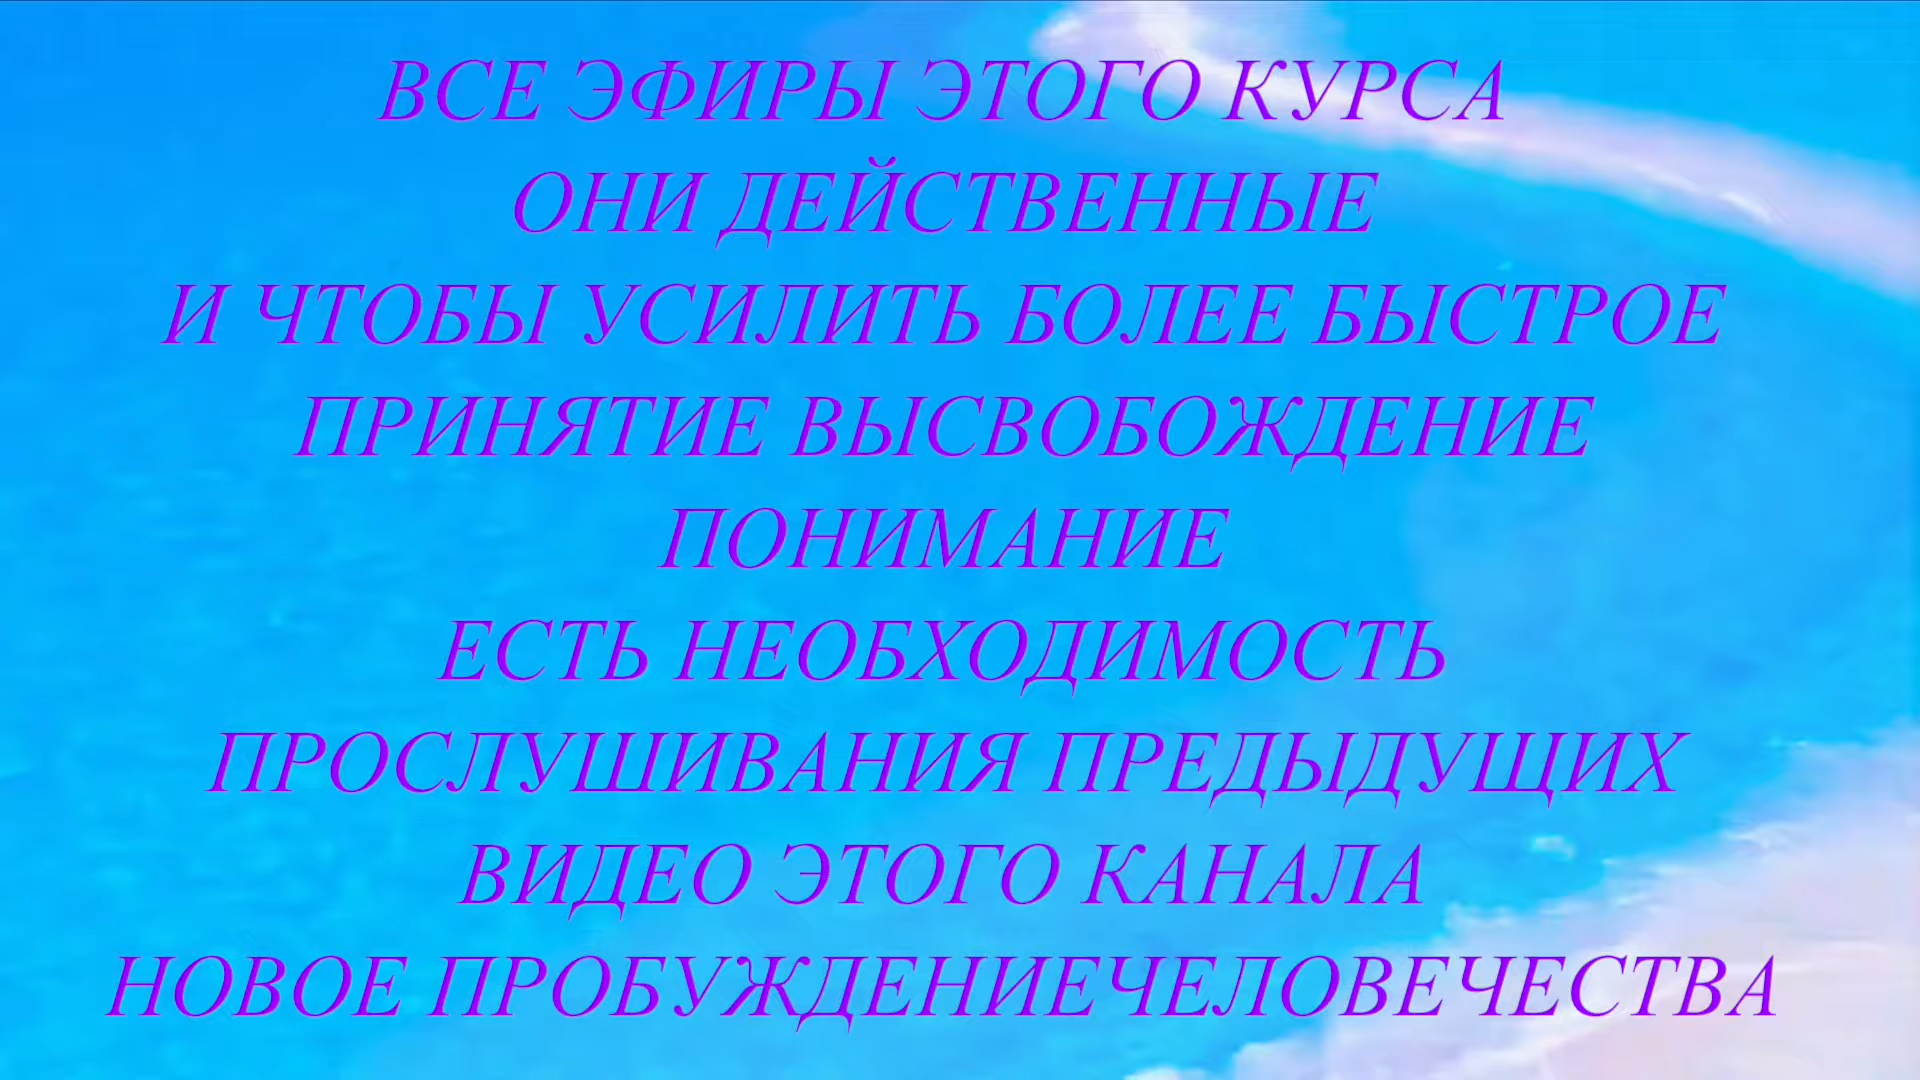 ВСЕ ЭФИРЫ ЭТОГО КУРСА
ОНИ ДЕЙСТВЕННЫЕ
И ЧТОБЫ УСИЛИТЬ БОЛЕЕ БЫСТРОЕ
ПРИНЯТИЕ ВЫСВОБОЖДЕНИЕ
ПОНИМАНИЕ
ЕСТЬ НЕОБХОДИМОСТЬ
ПРОСЛУШИВАНИЯ ПРЕДЫДУЩИХ
ВИДЕО ЭТОГО КАНАЛА
НОВОЕ ПРОБУЖДЕНИЕЧЕЛОВЕЧЕСТВА